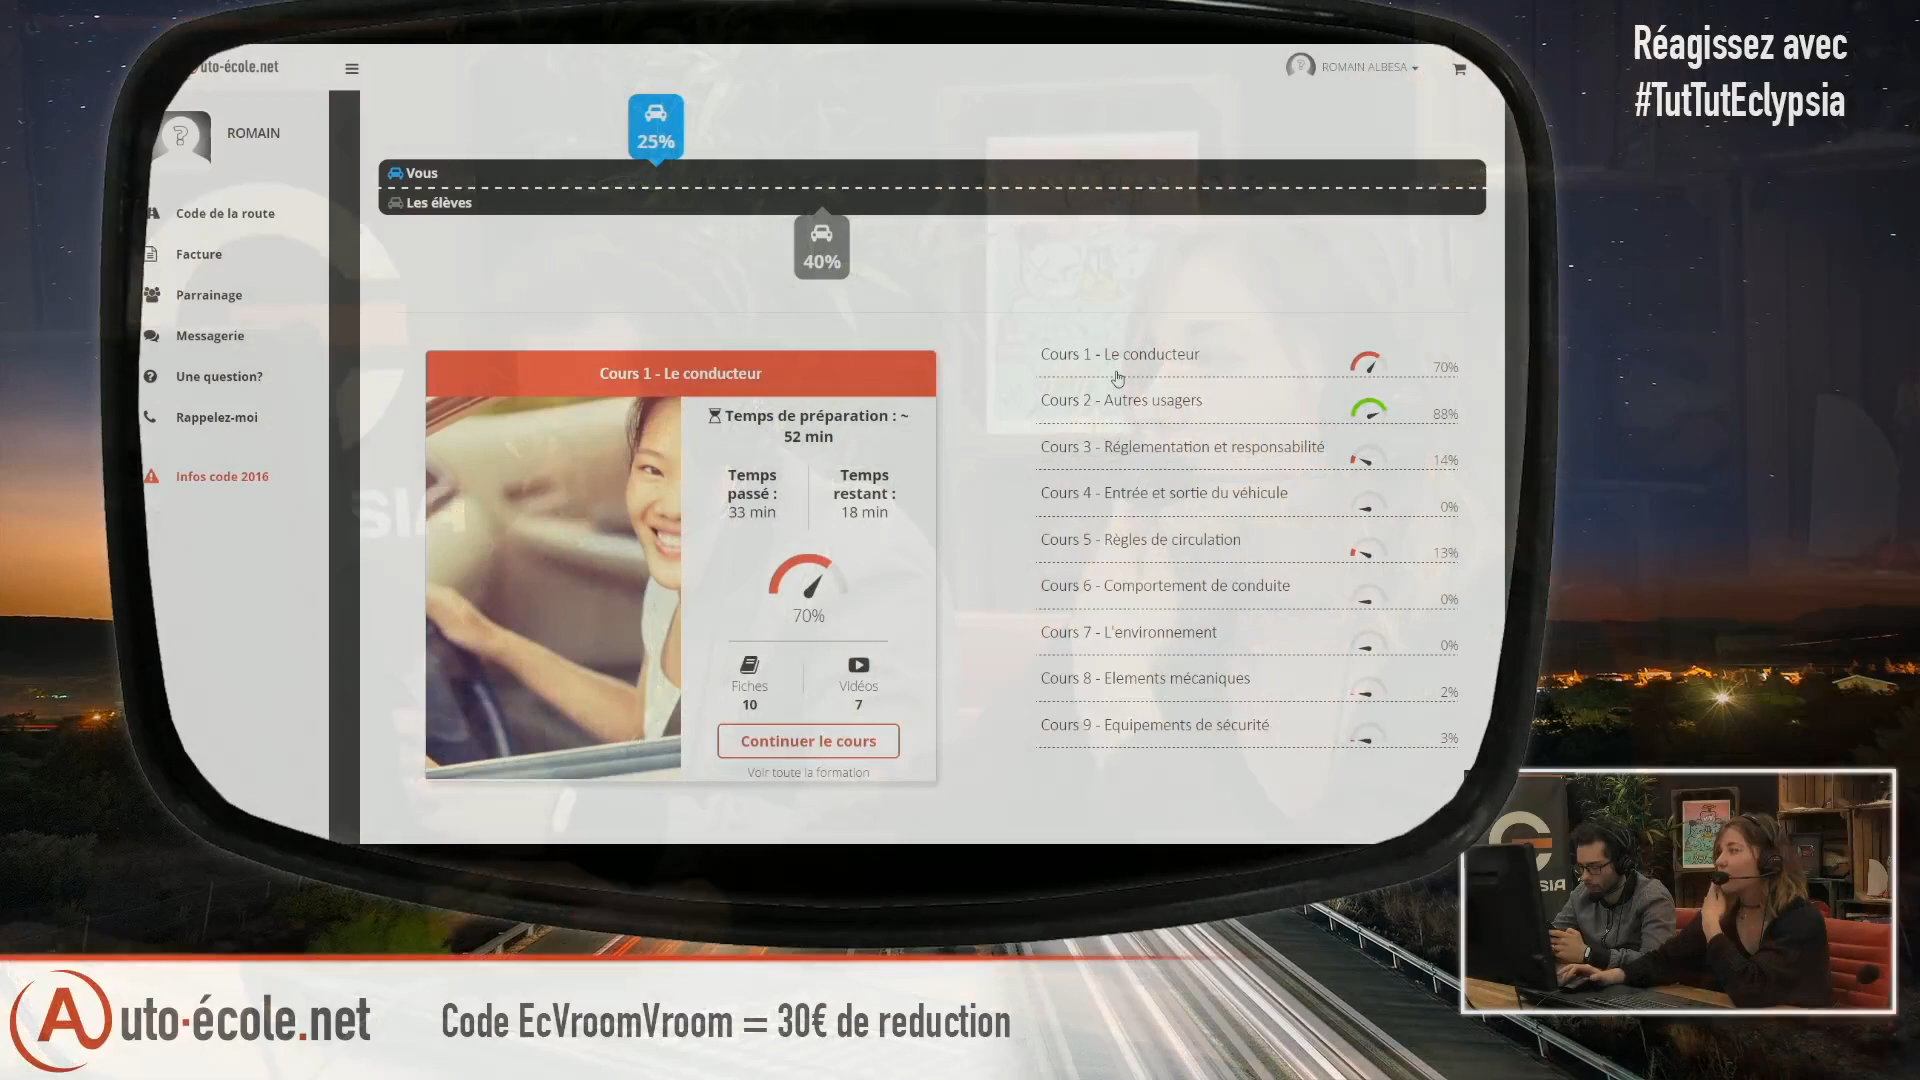 Réagissez avec
#TutTutEclypsia
uto-école.net
ROMAIN ALBESA
ROMAIN
Code de la route
Facture
Parrainage
Messagerie
Une question?
Rappelez-moi
Infos code 2016
25%
Vous
Les élèves
40%
Cours 1 - Le conducteur
Temps de préparation : ~
52 min
Temps
passé :
33 min
Temps
restant :
18 min
70%
Fiches
10
Vidéos
7
Continuer le cours
Voir toute la formation
Cours 1 - Le conducteur 70%
Cours 2 - Autres usagers 88%
Cours 3 - Réglementation et responsabilité 14%
Cours 4 - Entrée et sortie du véhicule 0%
Cours 5 - Règles de circulation 13%
Cours 6 - Comportement de conduite 0%
Cours 7 - L'environnement 0%
Cours 8 - Elements mécaniques 2%
Cours 9 - Equipements de sécurité 3%
SIA
Auto-école.net
Code EcVroomVroom = 30€ de reduction